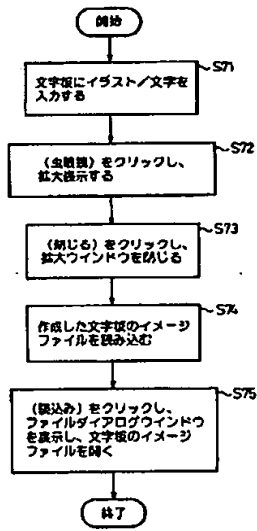 開始
S71
文字板にイラスト／文字を
入力する
S72
(虫眼鏡)をクリックし、
拡大表示する
S73
(閉じる)をクリックし、
拡大ウインドウを閉じる
S74
作成した文字板のイメージ
ファイルを読み込む
S75
(読込み)をクリックし、
ファイルダイアログウインドウ
を表示し、文字板のイメージ
ファイルを開く
終了